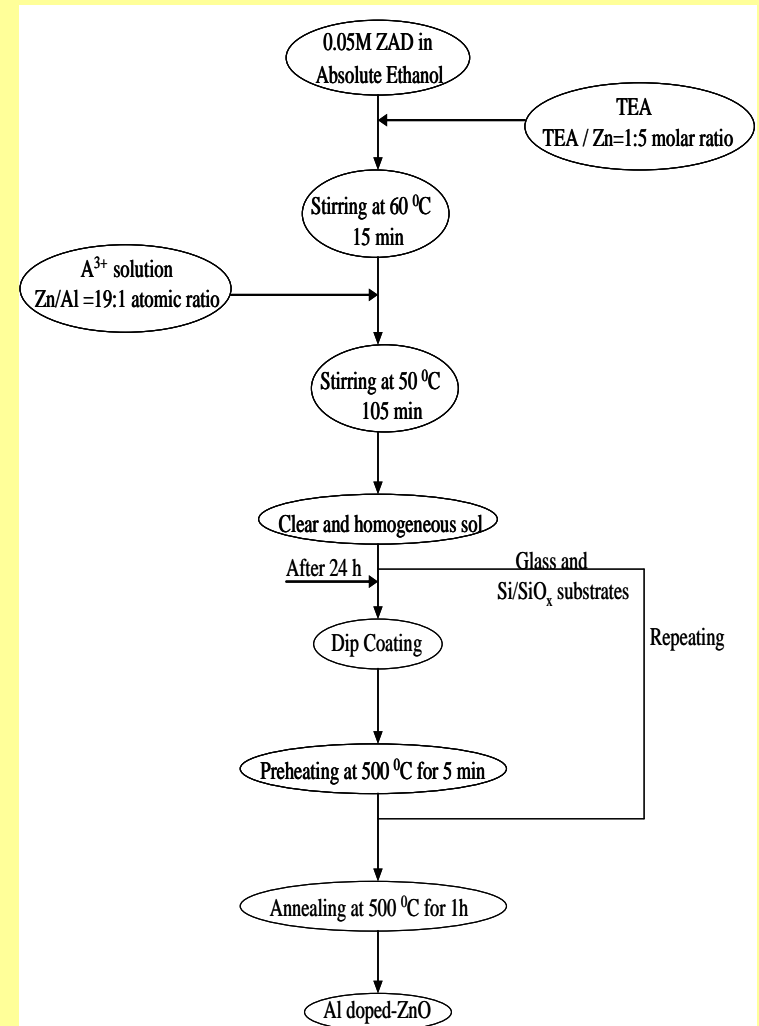 0.05M ZAD in
Absolute Ethanol
TEA
TEA / Zn=1:5 molar ratio
Stirring at 60 ⁰C
15 min
A³⁺ solution
Zn/Al =19:1 atomic ratio
Stirring at 50 ⁰C
105 min
Clear and homogeneous sol
After 24 h
Glass and
Si/SiOₓ substrates
Dip Coating
Repeating
Preheating at 500 ⁰C for 5 min
Annealing at 500 ⁰C for 1h
Al doped-ZnO